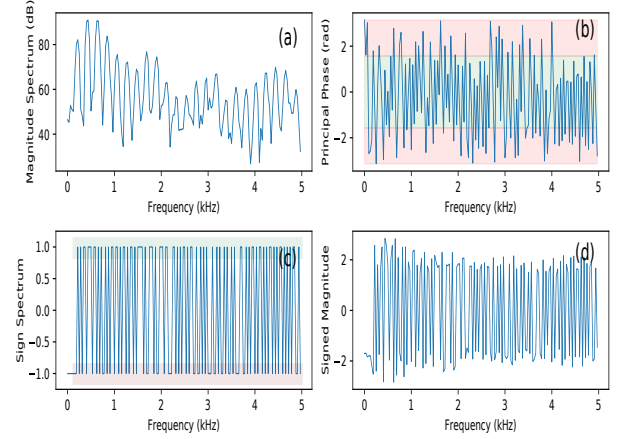 (a)
Magnitude Spectrum (dB)
80
60
40
0 1 2 3 4 5
Frequency (kHz)
(b)
Principal Phase (rad)
2
0
−2
0 1 2 3 4 5
Frequency (kHz)
(c)
Sign Spectrum
1.0
0.5
0.0
−0.5
−1.0
0 1 2 3 4 5
Frequency (kHz)
(d)
Signed Magnitude
2
0
−2
0 1 2 3 4 5
Frequency (kHz)